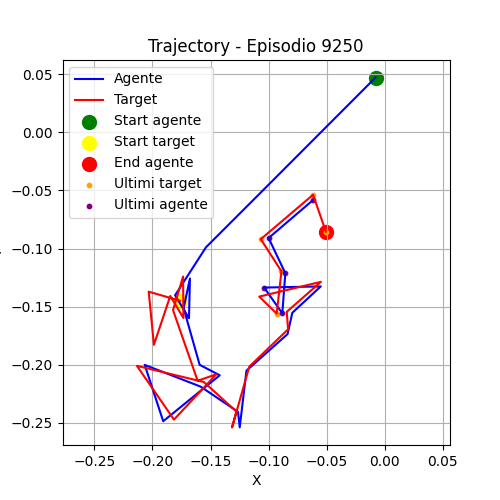 Trajectory - Episodio 9250
Agente
Target
Start agente
Start target
End agente
Ultimi target
Ultimi agente
0.05
0.00
−0.05
−0.10
−0.15
−0.20
−0.25
−0.25
−0.20
−0.15
−0.10
−0.05
0.00
0.05
X